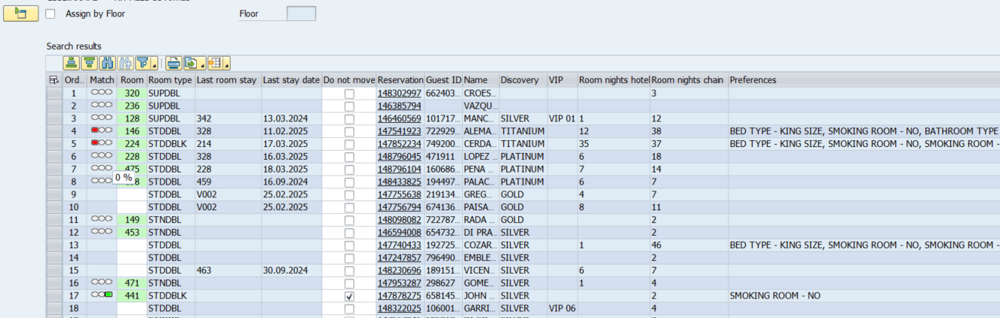 Assign by Floor Floor
Search results
Ord... Match Room Room type Last room stay Last stay date Do not move Reservation Guest ID Name Discovery VIP Room nights hotel Room nights chain Preferences
1 320 SUPDBL 148302997 662403... CROES... 3
2 236 SUPDBL 146385794 VAZQU...
3 128 SUPDBL 342 13.03.2024 146460569 101717... MANC... SILVER VIP 01 1 12
4 146 STDDBL 328 11.02.2025 147541923 722929... ALEMA... TITANIUM 12 38 BED TYPE - KING SIZE, SMOKING ROOM - NO, BATHROOM TYPE
5 224 STDDBLK 214 17.03.2025 147852234 749200... CERDA... TITANIUM 35 37 BED TYPE - KING SIZE, SMOKING ROOM - NO, SMOKING ROOM -
6 228 STDDBL 328 16.03.2025 148796045 471911 LOPEZ ... PLATINUM 6 18
7 475 STDDBL 228 18.03.2025 148796104 160686... PENA ... PLATINUM 7 14
0 %
8 STDDBL 459 16.09.2024 148433825 194497... PALAC... PLATINUM 6 7
9 STDDBL V002 25.02.2025 147755638 219134... GREG... GOLD 4 7
10 STDDBL V002 25.02.2025 147756794 674136... PAISA... GOLD 8 11
11 149 STNDBL 148098082 722787... RADA ... GOLD 2
12 453 STNDBL 146594008 654732... DI PRA... SILVER 2
13 STDDBL 147740433 192725... COZAR... SILVER 1 46 BED TYPE - KING SIZE, SMOKING ROOM - NO, SMOKING ROOM -
14 STDDBL 147247857 796490... EMBLE... SILVER 2
15 STDDBL 463 30.09.2024 148230696 189151... VICEN... SILVER 6 7
16 471 STNDBL 147953287 298627 GOME... SILVER 1 4
17 441 STDDBLK 147878275 658145... JOHN ... SILVER 2 SMOKING ROOM - NO
18 STDDBL 148322025 106001... GARRI... SILVER VIP 06 4